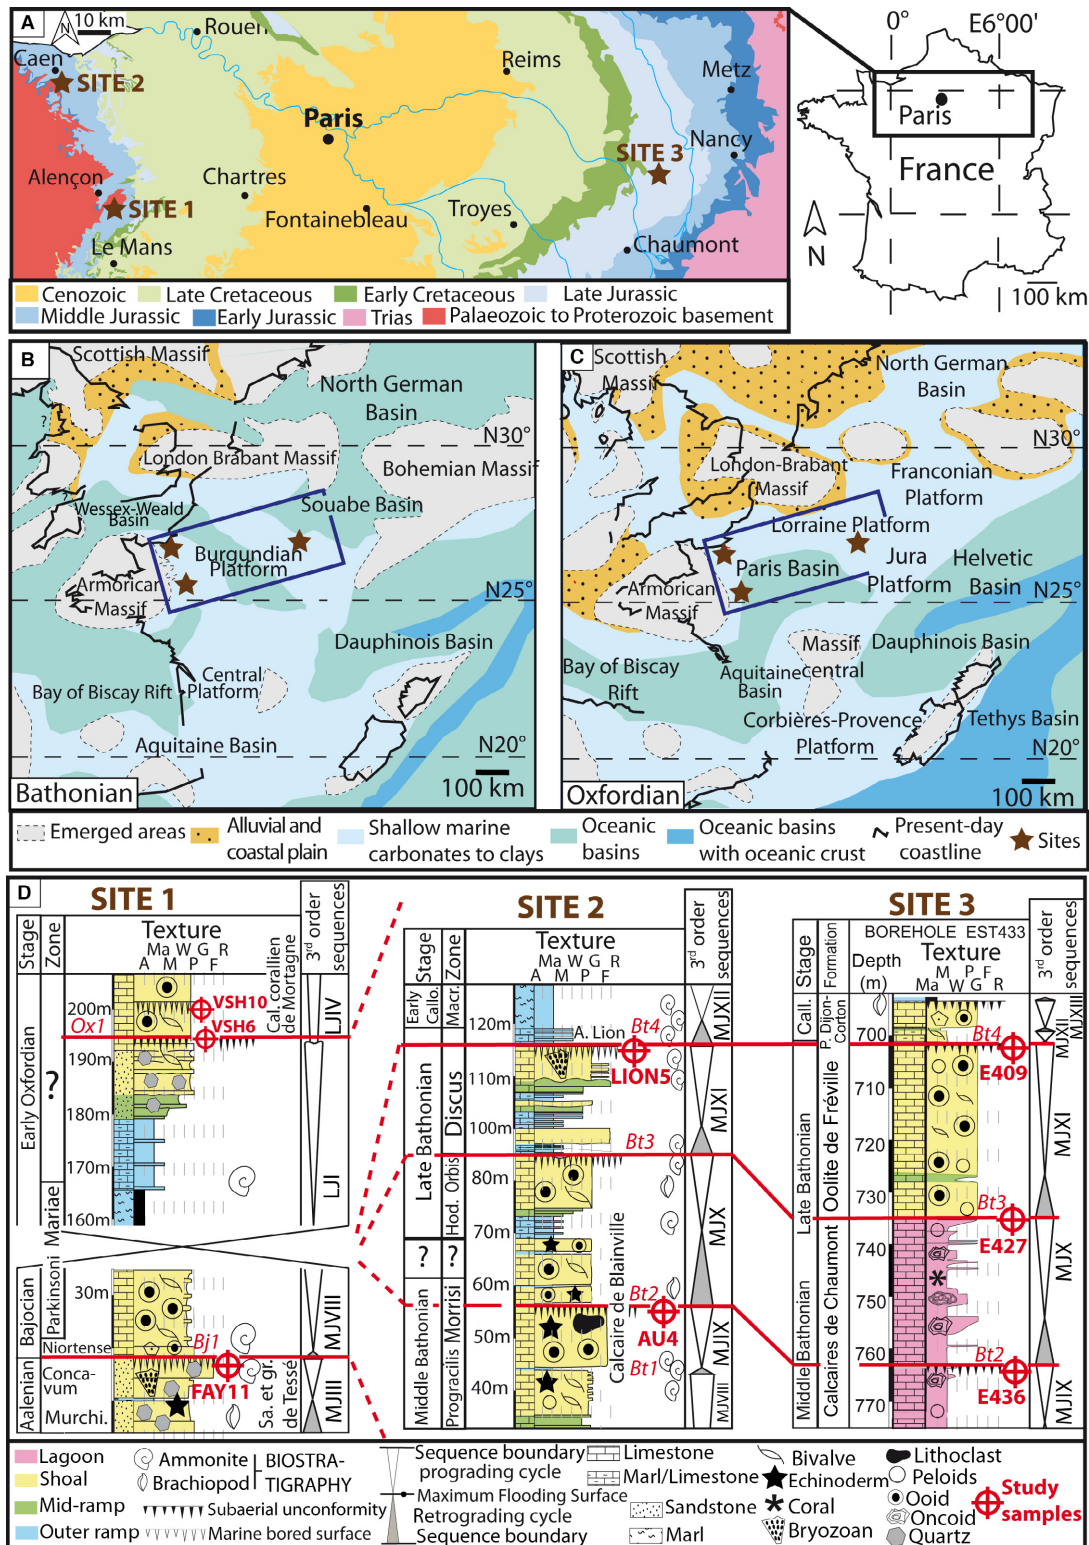 A
N
10 km
Rouen
Caen
SITE 2
Reims
Metz
Paris
Nancy
SITE 3
Alençon
Chartres
SITE 1
Fontainebleau
Troyes
Le Mans
Chaumont
Cenozoic
Late Cretaceous
Early Cretaceous
Late Jurassic
Middle Jurassic
Early Jurassic
Trias
Palaeozoic to Proterozoic basement
0°
E6°00'
Paris
France
N
100 km
B
Scottish Massif
North German
Basin
?
N30°
London Brabant Massif
Bohemian Massif
Wessex-Weald
Basin
Souabe Basin
Burgundian
Platform
Armorican
Massif
N25°
Dauphinois Basin
Central
Platform
Bay of Biscay Rift
Aquitaine Basin
N20°
Bathonian
100 km
C
Scottish
Massif
North German
Basin
N30°
London-Brabant
Massif
Franconian
Platform
Lorraine Platform
Paris Basin
Jura
Platform
Helvetic
Basin
Armorican
Massif
N25°
Massif
central
Dauphinois Basin
Bay of Biscay
Rift
Aquitaine
Basin
Corbières-Provence
Platform
Tethys Basin
N20°
Oxfordian
100 km
Emerged areas
Alluvial and
coastal plain
Shallow marine
carbonates to clays
Oceanic
basins
Oceanic basins
with oceanic crust
Present-day
coastline
Sites
D
SITE 1
Stage
Zone
Texture
Ma W G R
A M P F
Cal. corallien
de Mortagne
3rd order
sequences
Early Oxfordian
?
Mariae
200m
Ox1
190m
180m
170m
160m
VSH10
VSH6
LJIV
LJI
Bajocian
Parkinsoni
Niortense
Aalenian
Conca-
vum
Murchi.
30m
Bj1
FAY11
Sa. et gr.
de Tessé
MJVIII
MJIII
SITE 2
Stage
Zone
Texture
Ma W G R
A M P F
3rd order
sequences
Early
Callo.
Macr.
Late Bathonian
Discus
Hod. Orbis
?
?
Middle Bathonian
Progracilis
Morrisi
120m
110m
100m
80m
70m
60m
50m
40m
A. Lion
Bt4
LION5
Bt3
Calcaire de Blainville
Bt2
AU4
Bt1
MJXII
MJXI
MJX
MJIX
MJVIII
SITE 3
Stage
Formation
BOREHOLE EST433
Depth
(m)
Texture
M P F
Ma W G R
3rd order
sequences
Call.
P. Dijon-
Corton
Late Bathonian
Oolite de Fréville
Middle Bathonian
Calcaires de Chaumont
700
710
720
730
740
750
760
770
Bt4
E409
Bt3
E427
Bt2
E436
MJXIII
MJXII
MJXI
MJX
MJIX
Lagoon
Shoal
Mid-ramp
Outer ramp
Ammonite
Brachiopod
BIOSTRA-
TIGRAPHY
Subaerial unconformity
Marine bored surface
Sequence boundary
prograding cycle
Maximum Flooding Surface
Retrograding cycle
Sequence boundary
Limestone
Marl/Limestone
Sandstone
Marl
Bivalve
Echinoderm
Coral
Bryozoan
Lithoclast
Peloids
Ooid
Oncoid
Quartz
Study
samples